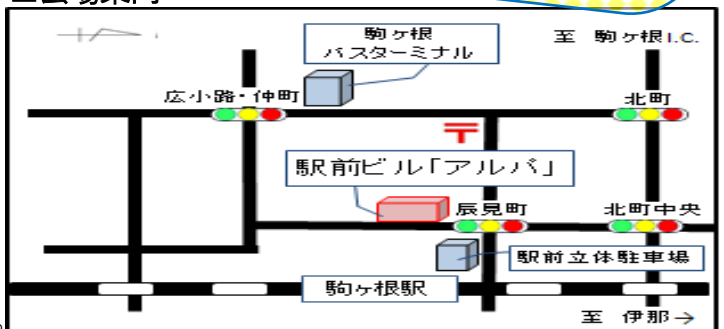 駒ヶ根
バスターミナル
至 駒ヶ根I.C.
広小路・仲町
北町
〒
駅前ビル「アルパ」
辰見町
北町中央
駅前立体駐車場
駒ヶ根駅
至 伊那→